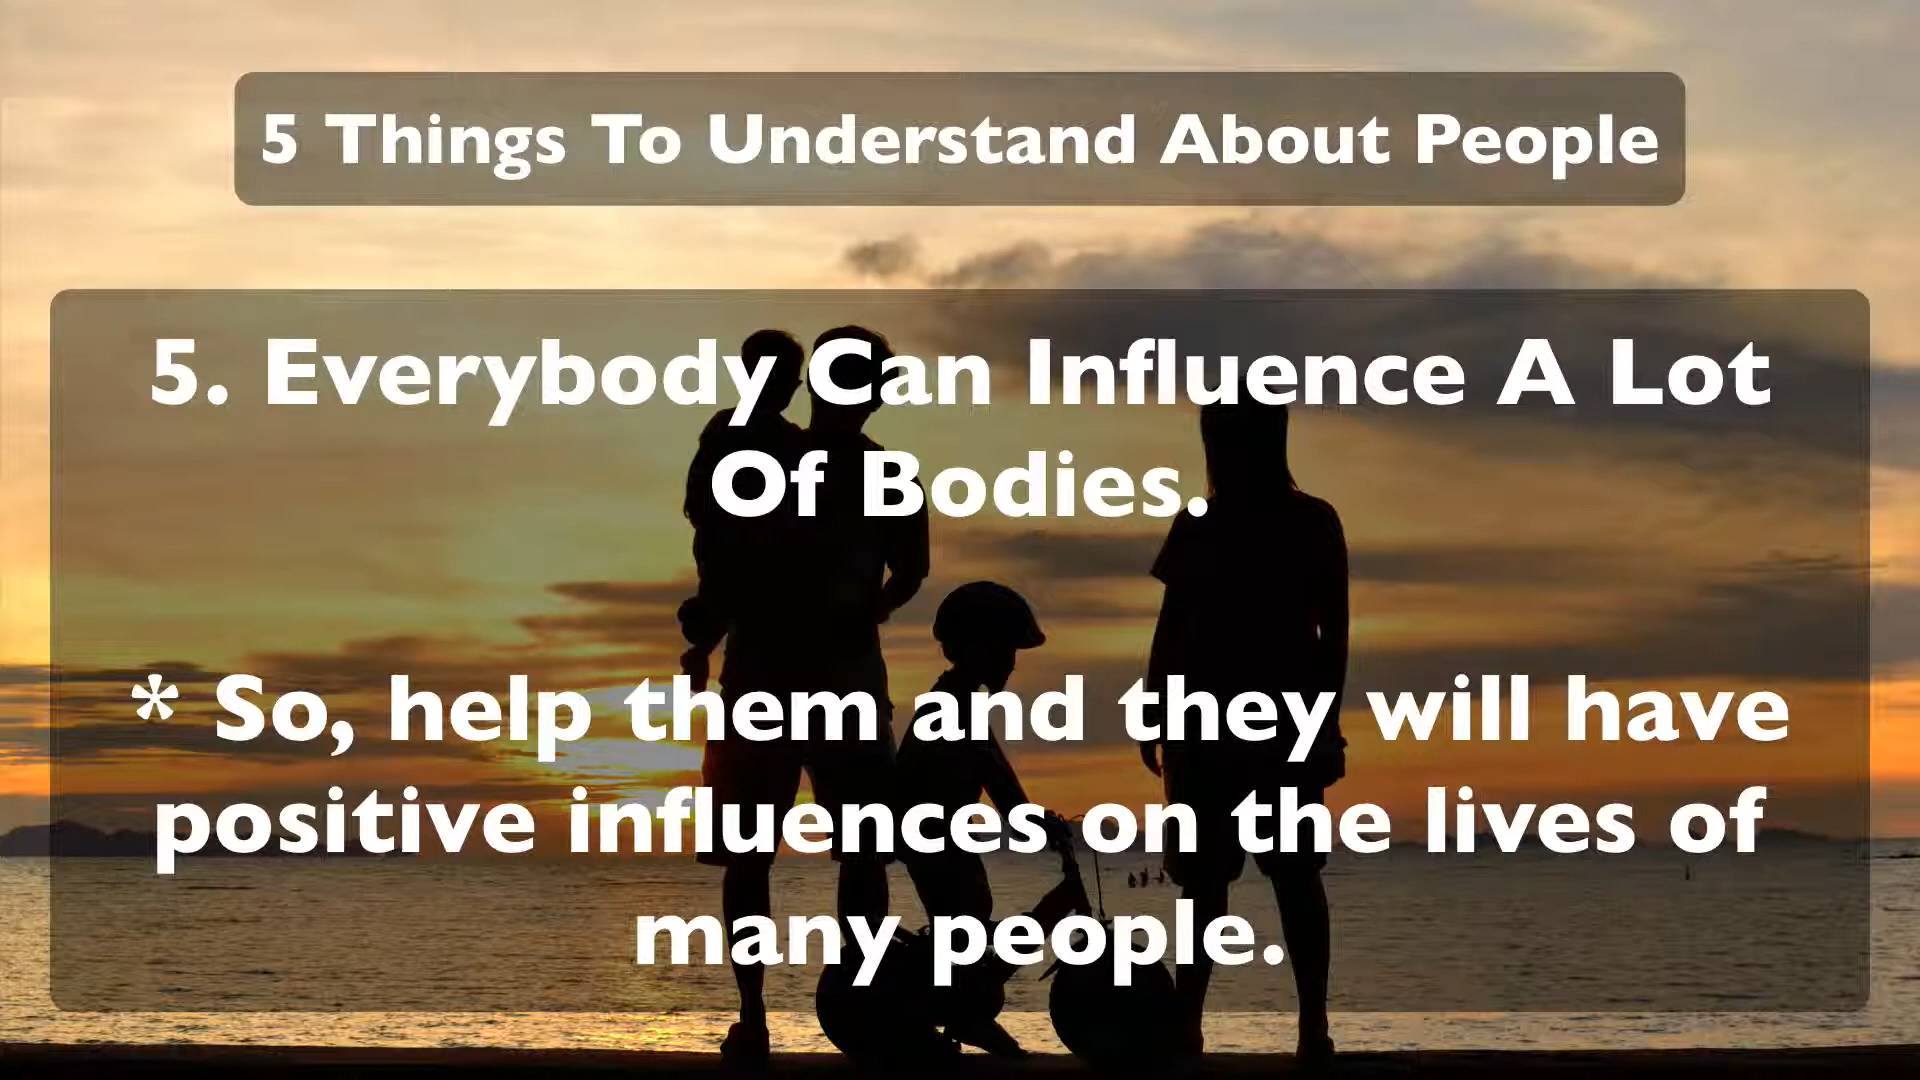 5 Things To Understand About People
5. Everybody Can Influence A Lot
Of Bodies.
* So, help them and they will have
positive influences on the lives of
many people.